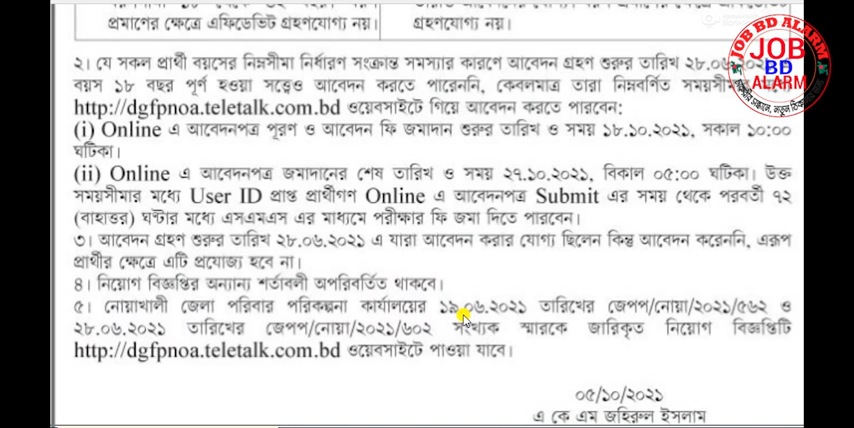 প্রমাণের ক্ষেত্রে এফিডেভিট গ্রহণযোগ্য নয়।
গ্রহণযোগ্য নয়।
২। যে সকল প্রার্থী বয়সের নিম্নসীমা নির্ধারণ সংক্রান্ত সমস্যার কারণে আবেদন গ্রহণ শুরুর তারিখ ২৮.০৬.
বয়স ১৮ বছর পূর্ণ হওয়া সত্ত্বেও আবেদন করতে পারেননি, কেবলমাত্র তারা নিম্নবর্ণিত
http://dgfpnoa.teletalk.com.bd ওয়েবসাইটে গিয়ে আবেদন করতে পারবেন:
(i) Online এ আবেদনপত্র পূরণ ও আবেদন ফি জমাদান শুরুর তারিখ ও সময় ১৮.১০.২০২১, সকাল ১০:০০
ঘটিকা।
(ii) Online এ আবেদনপত্র জমাদানের শেষ তারিখ ও সময় ২৭.১০.২০২১, বিকাল ০৫:০০ ঘটিকা। উক্ত
সময়সীমার মধ্যে User ID প্রাপ্ত প্রার্থীগণ Online এ আবেদনপত্র Submit এর সময় থেকে পরবর্তী ৭২
(বাহাত্তর) ঘন্টার মধ্যে এসএমএস এর মাধ্যমে পরীক্ষার ফি জমা দিতে পারবেন।
৩। আবেদন গ্রহণ শুরুর তারিখ ২৮.০৬.২০২১ এ যারা আবেদন করার যোগ্য ছিলেন কিন্তু আবেদন করেননি, এরূপ
প্রার্থীর ক্ষেত্রে এটি প্রযোজ্য হবে না।
৪। নিয়োগ বিজ্ঞপ্তির অন্যান্য শর্তাবলী অপরিবর্তিত থাকবে।
৫। নোয়াখালী জেলা পরিবার পরিকল্পনা কার্যালয়ের ১৯.০৬.২০২১ তারিখের জেপপ/নোয়া/২০২১/৫৬২ ও
২৮.০৬.২০২১ তারিখের জেপপ/নোয়া/২০২১/৬০২ সংখ্যক স্মারকে জারিকৃত নিয়োগ বিজ্ঞপ্তিটি
http://dgfpnoa.teletalk.com.bd ওয়েবসাইটে পাওয়া যাবে।
০৫/১০/২০২১
এ কে এম জহিরুল ইসলাম
JOB BD ALARM
JOB
BD
ALARM